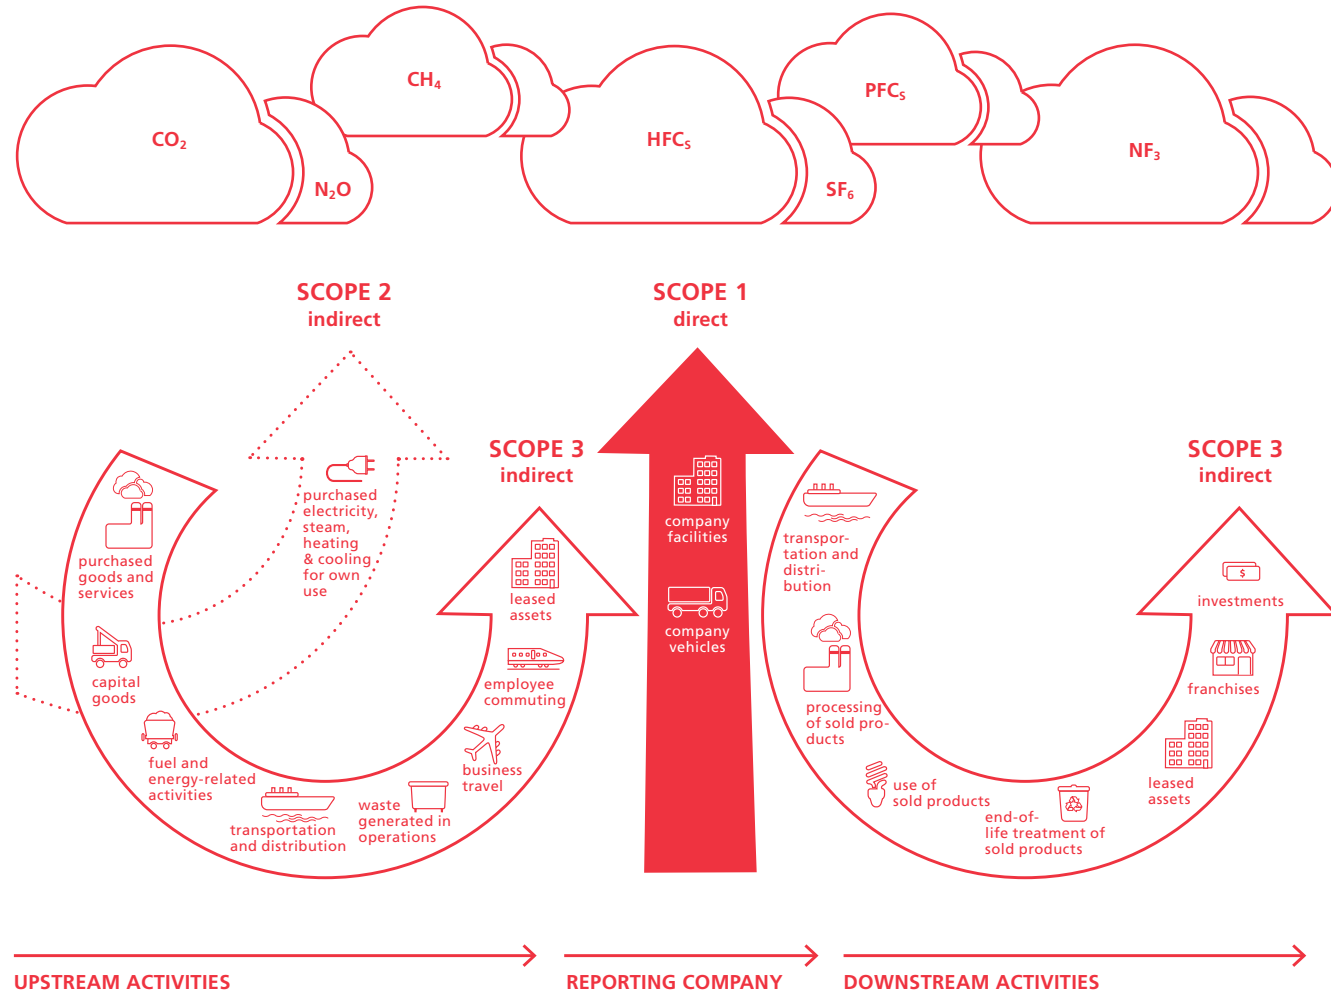 CO₂
N₂O
CH₄
HFCₛ
SF₆
PFCₛ
NF₃
SCOPE 2
indirect
SCOPE 1
direct
SCOPE 3
indirect
SCOPE 3
indirect
purchased
goods and
services
capital
goods
fuel and
energy-related
activities
transportation
and distribution
waste
generated in
operations
business
travel
employee
commuting
leased
assets
purchased
electricity,
steam,
heating
& cooling
for own
use
company
facilities
company
vehicles
transpor-
tation and
distri-
bution
processing
of sold pro-
ducts
use of
sold products
end-of-
life treatment of
sold products
leased
assets
franchises
$
investments
UPSTREAM ACTIVITIES
REPORTING COMPANY
DOWNSTREAM ACTIVITIES